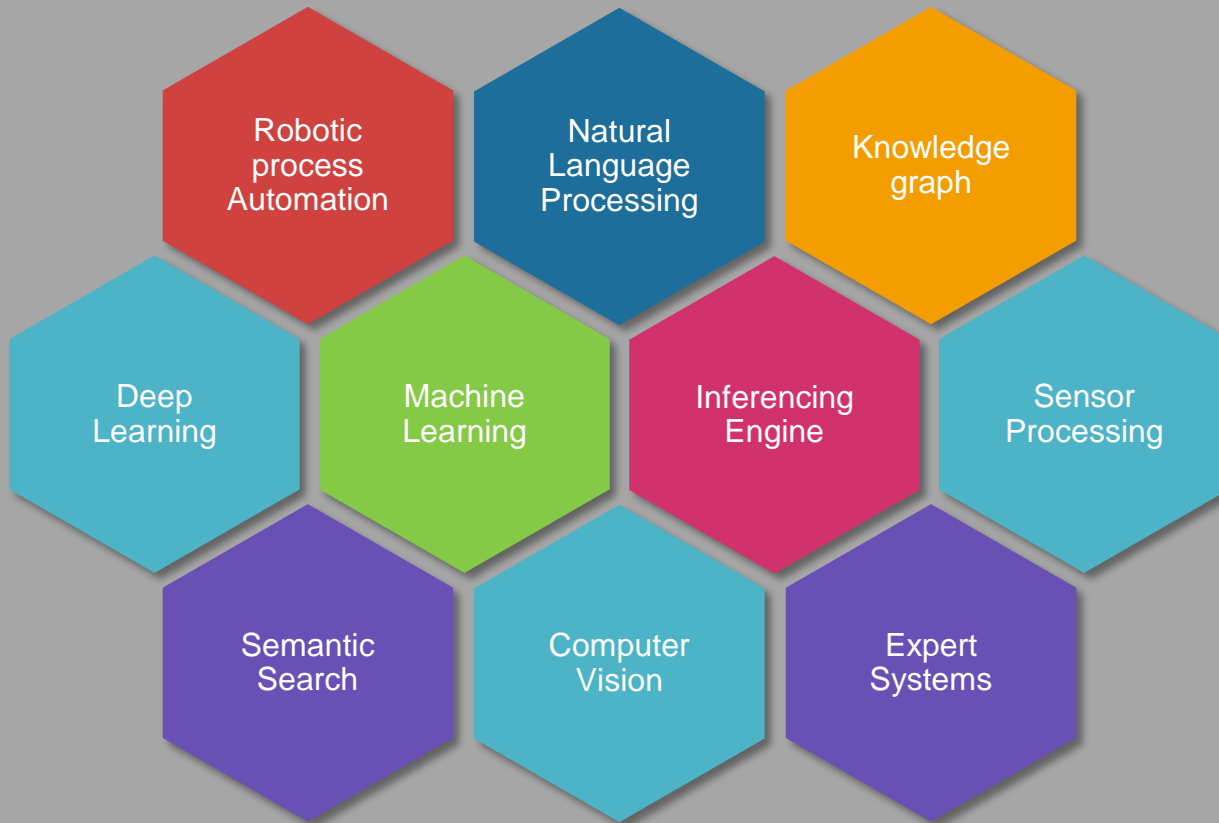 Robotic
process
Automation
Natural
Language
Processing
Knowledge
graph
Deep
Learning
Machine
Learning
Inferencing
Engine
Sensor
Processing
Semantic
Search
Computer
Vision
Expert
Systems